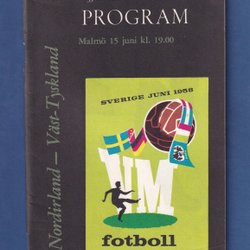 PROGRAM
Malmö 15 juni kl. 19.00
Nordirland – Väst-Tyskland
SVERIGE JUNI 1958
VM
fotboll